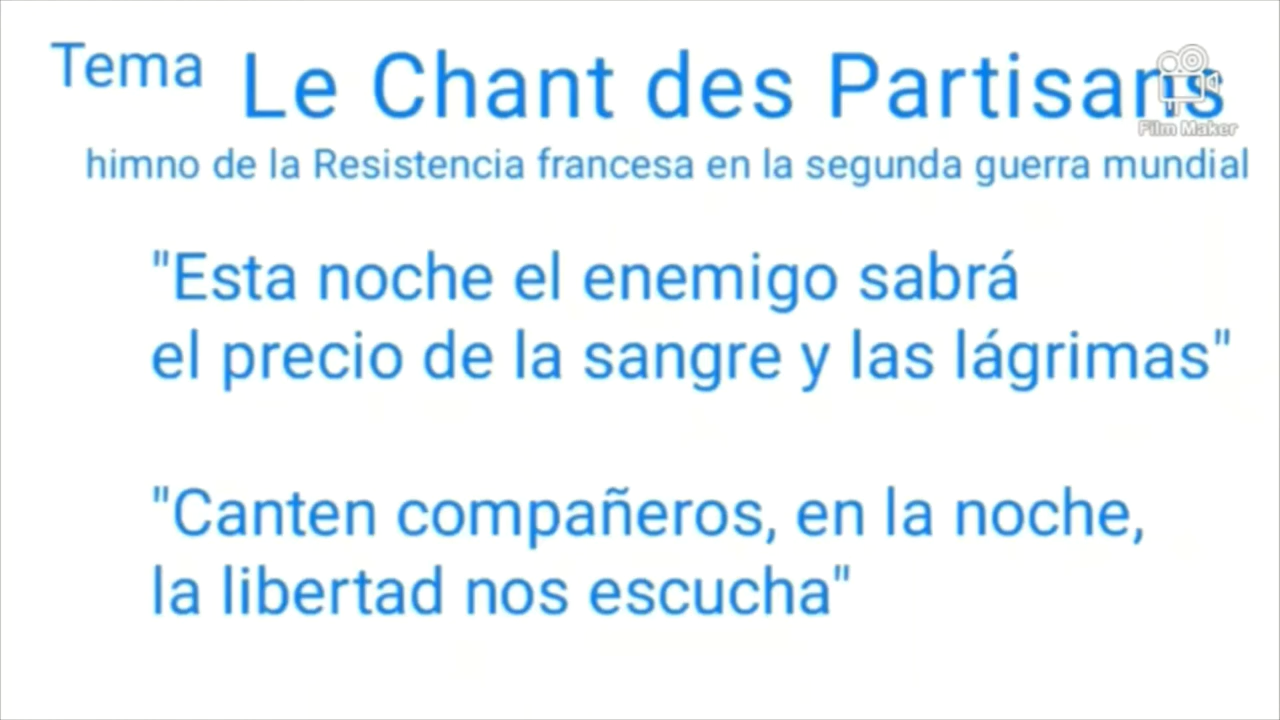 Tema Le Chant des Partisans
Film Maker
himno de la Resistencia francesa en la segunda guerra mundial
"Esta noche el enemigo sabrá
el precio de la sangre y las lágrimas"
"Canten compañeros, en la noche,
la libertad nos escucha"